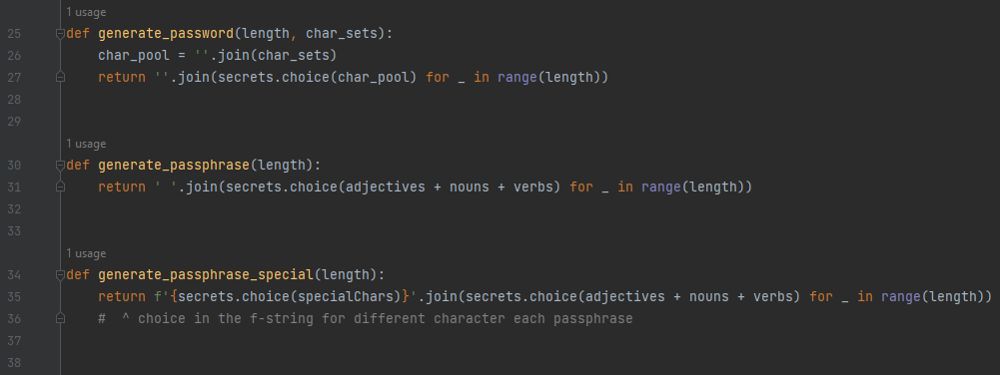 1 usage
25 def generate_password(length, char_sets):
26     char_pool = ''.join(char_sets)
27     return ''.join(secrets.choice(char_pool) for _ in range(length))
28
29
1 usage
30 def generate_passphrase(length):
31     return ' '.join(secrets.choice(adjectives + nouns + verbs) for _ in range(length))
32
33
1 usage
34 def generate_passphrase_special(length):
35     return f'{secrets.choice(specialChars)}'.join(secrets.choice(adjectives + nouns + verbs) for _ in range(length))
36     #  ^ choice in the f-string for different character each passphrase
37
38